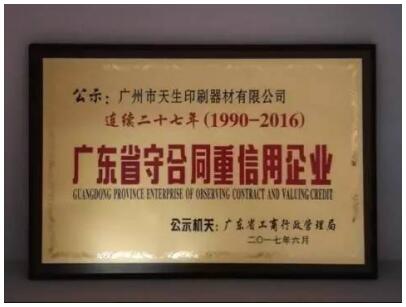 公示：广州市天生印刷器材有限公司
连续二十七年(1990-2016)
广东省守合同重信用企业
GUANGDONG PROVINCE ENTERPRISE OF OBSERVING CONTRACT AND VALUING CREDIT
公示机关：广东省工商行政管理局
二〇一七年六月